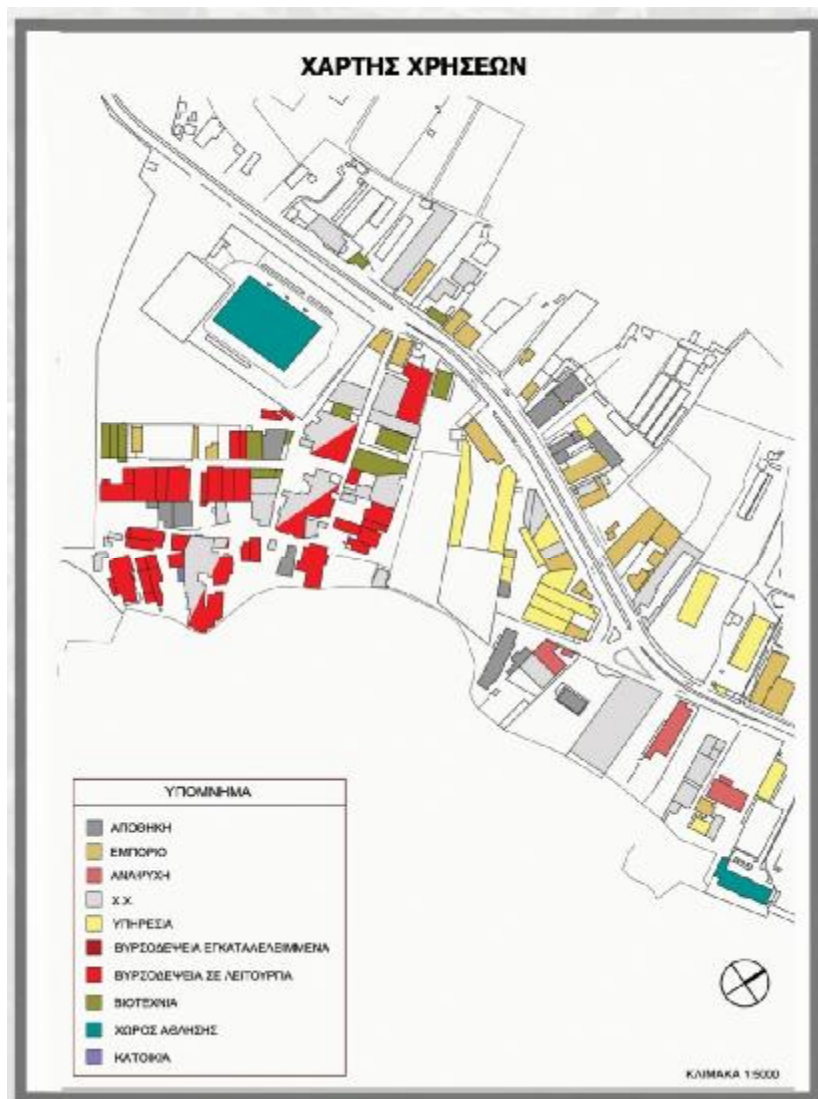 ΧΑΡΤΗΣ ΧΡΗΣΕΩΝ
ΥΠΟΜΝΗΜΑ
ΑΠΟΘΗΚΗ
ΕΜΠΟΡΙΟ
ΑΝΑΨΥΧΗ
Χ.Χ.
ΥΠΗΡΕΣΙΑ
ΒΥΡΣΟΔΕΨΕΙΑ ΕΓΚΑΤΑΛΕΛΕΙΜΜΕΝΑ
ΒΥΡΣΟΔΕΨΕΙΑ ΣΕ ΛΕΙΤΟΥΡΓΙΑ
ΒΙΟΤΕΧΝΙΑ
ΧΩΡΟΣ ΑΘΛΗΣΗΣ
ΚΑΤΟΙΚΙΑ
ΚΛΙΜΑΚΑ 1:5000